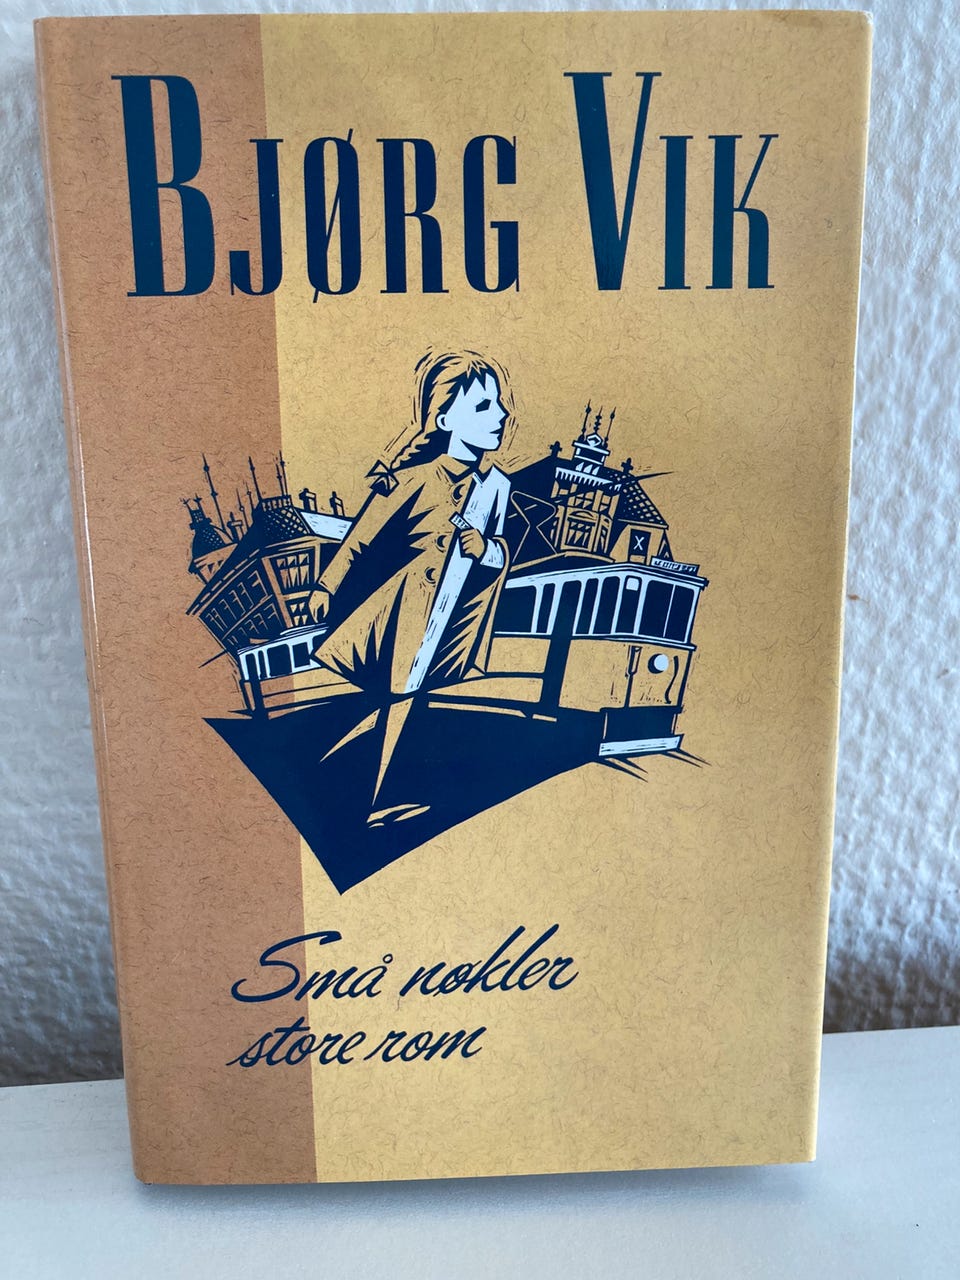 BJØRG VIK
Små nøkler
store rom